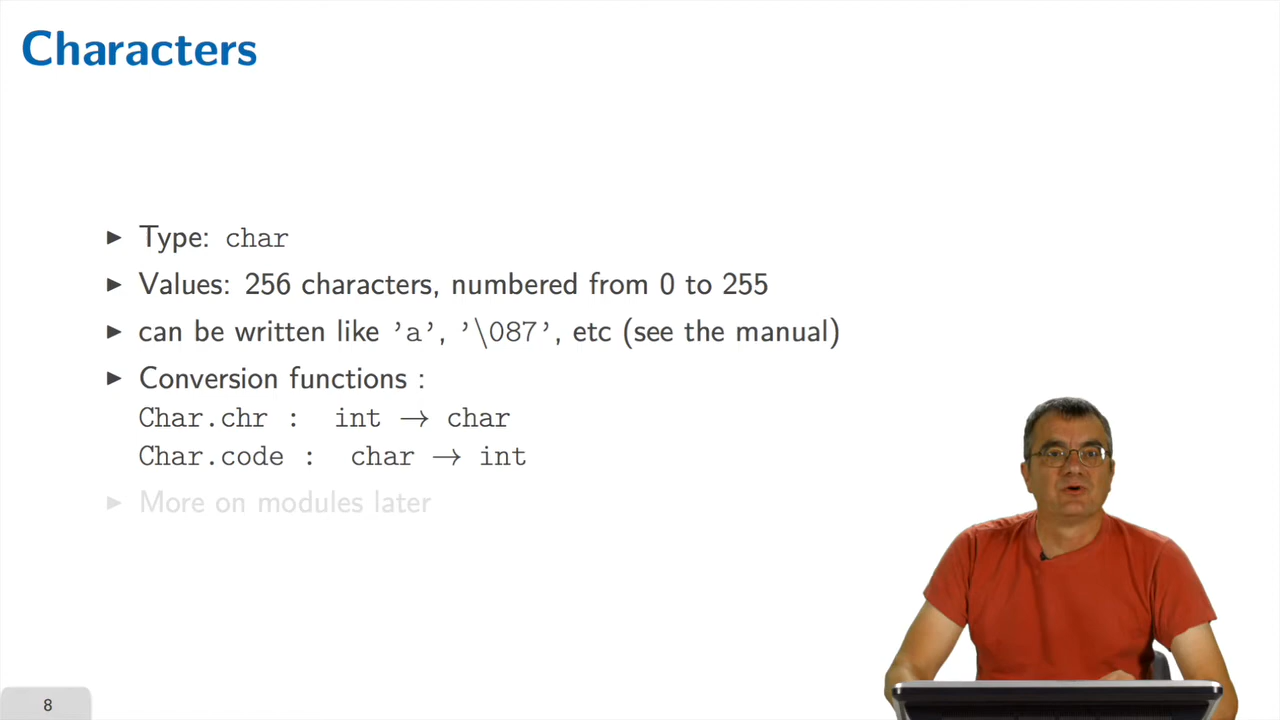 Characters
▶ Type: char
▶ Values: 256 characters, numbered from 0 to 255
▶ can be written like ’a’, ’\087’, etc (see the manual)
▶ Conversion functions :
Char.chr : int → char
Char.code : char → int
▶ More on modules later
8